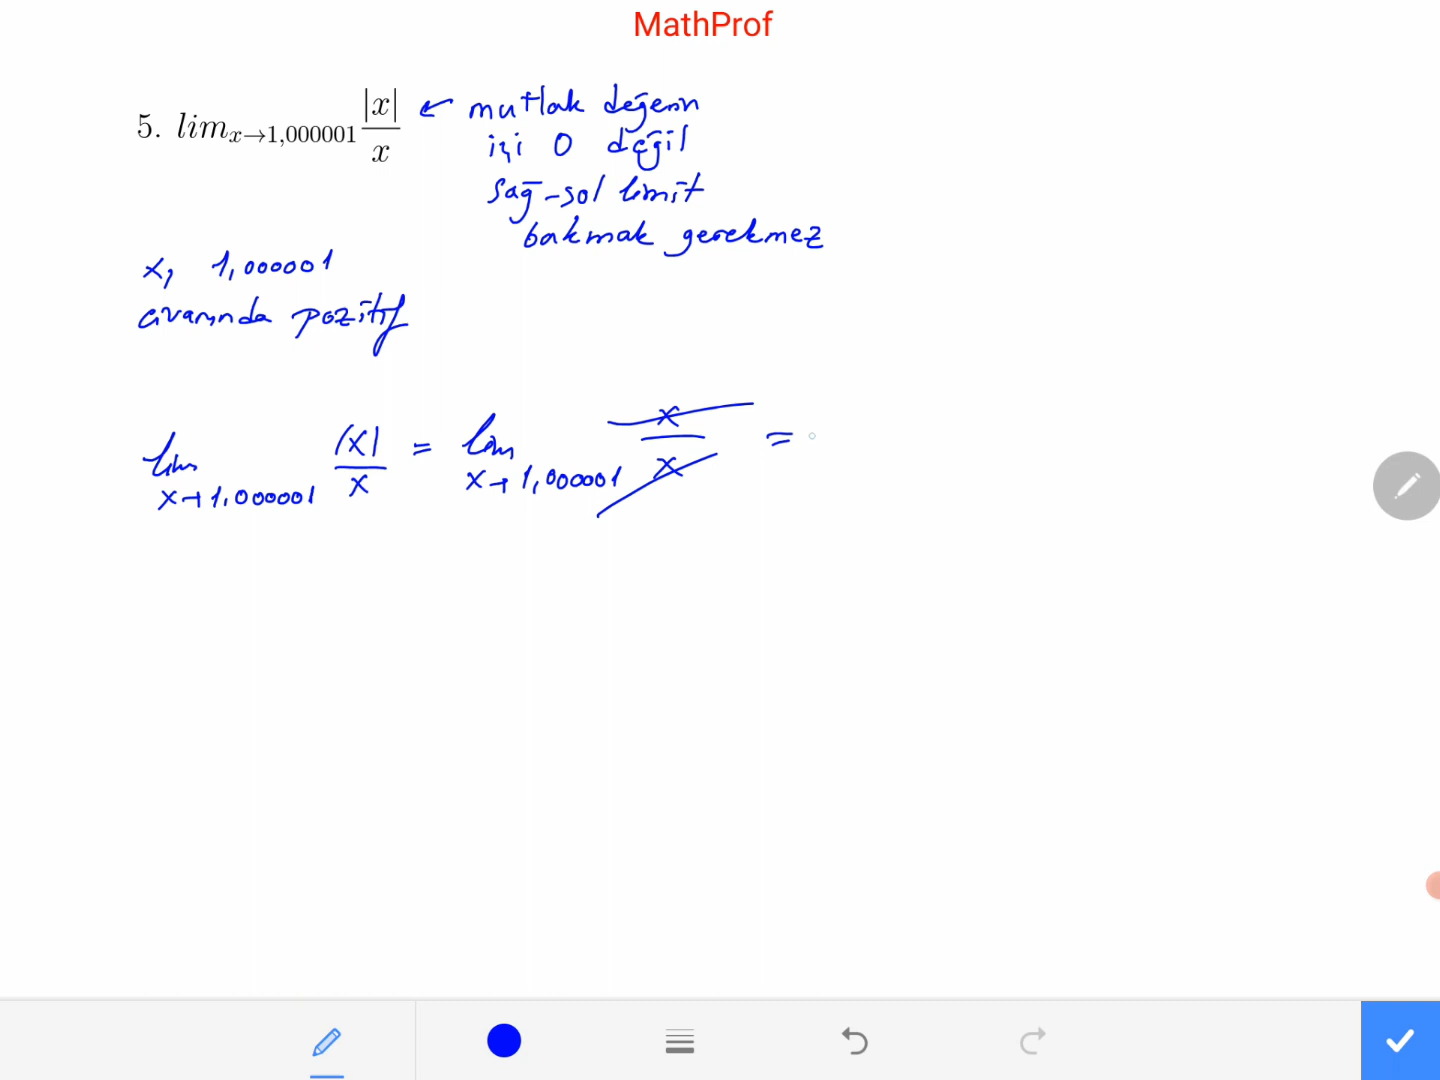 MathProf
5. lim_{x→1,000001} |x|/x ← mutlak değerin
içi 0 değil
sağ-sol limit
bakmak gerekmez
x, 1,000001
civarında pozitif
lim_{x→1,000001} |x|/x = lim_{x→1,000001} x/x =